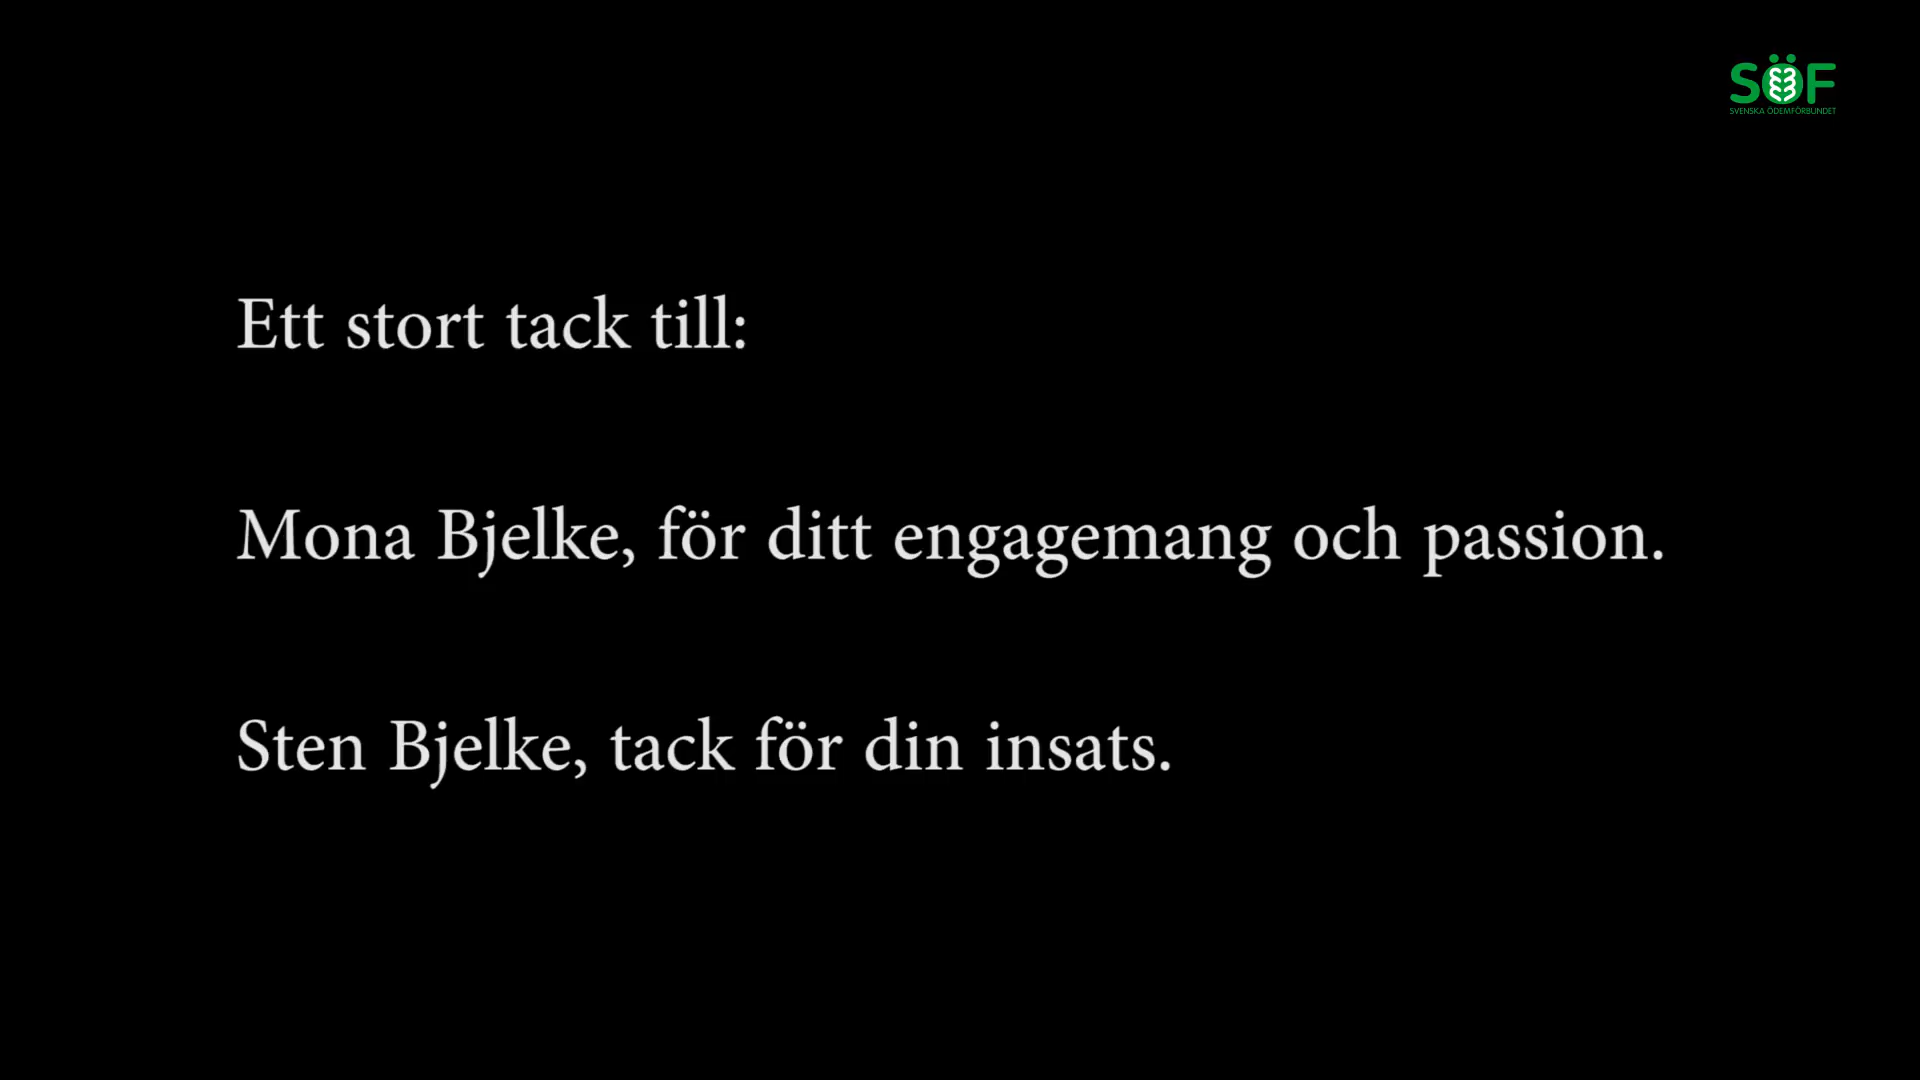 SÖF
SVENSKA ÖDEMFÖRBUNDET
Ett stort tack till:
Mona Bjelke, för ditt engagemang och passion.
Sten Bjelke, tack för din insats.